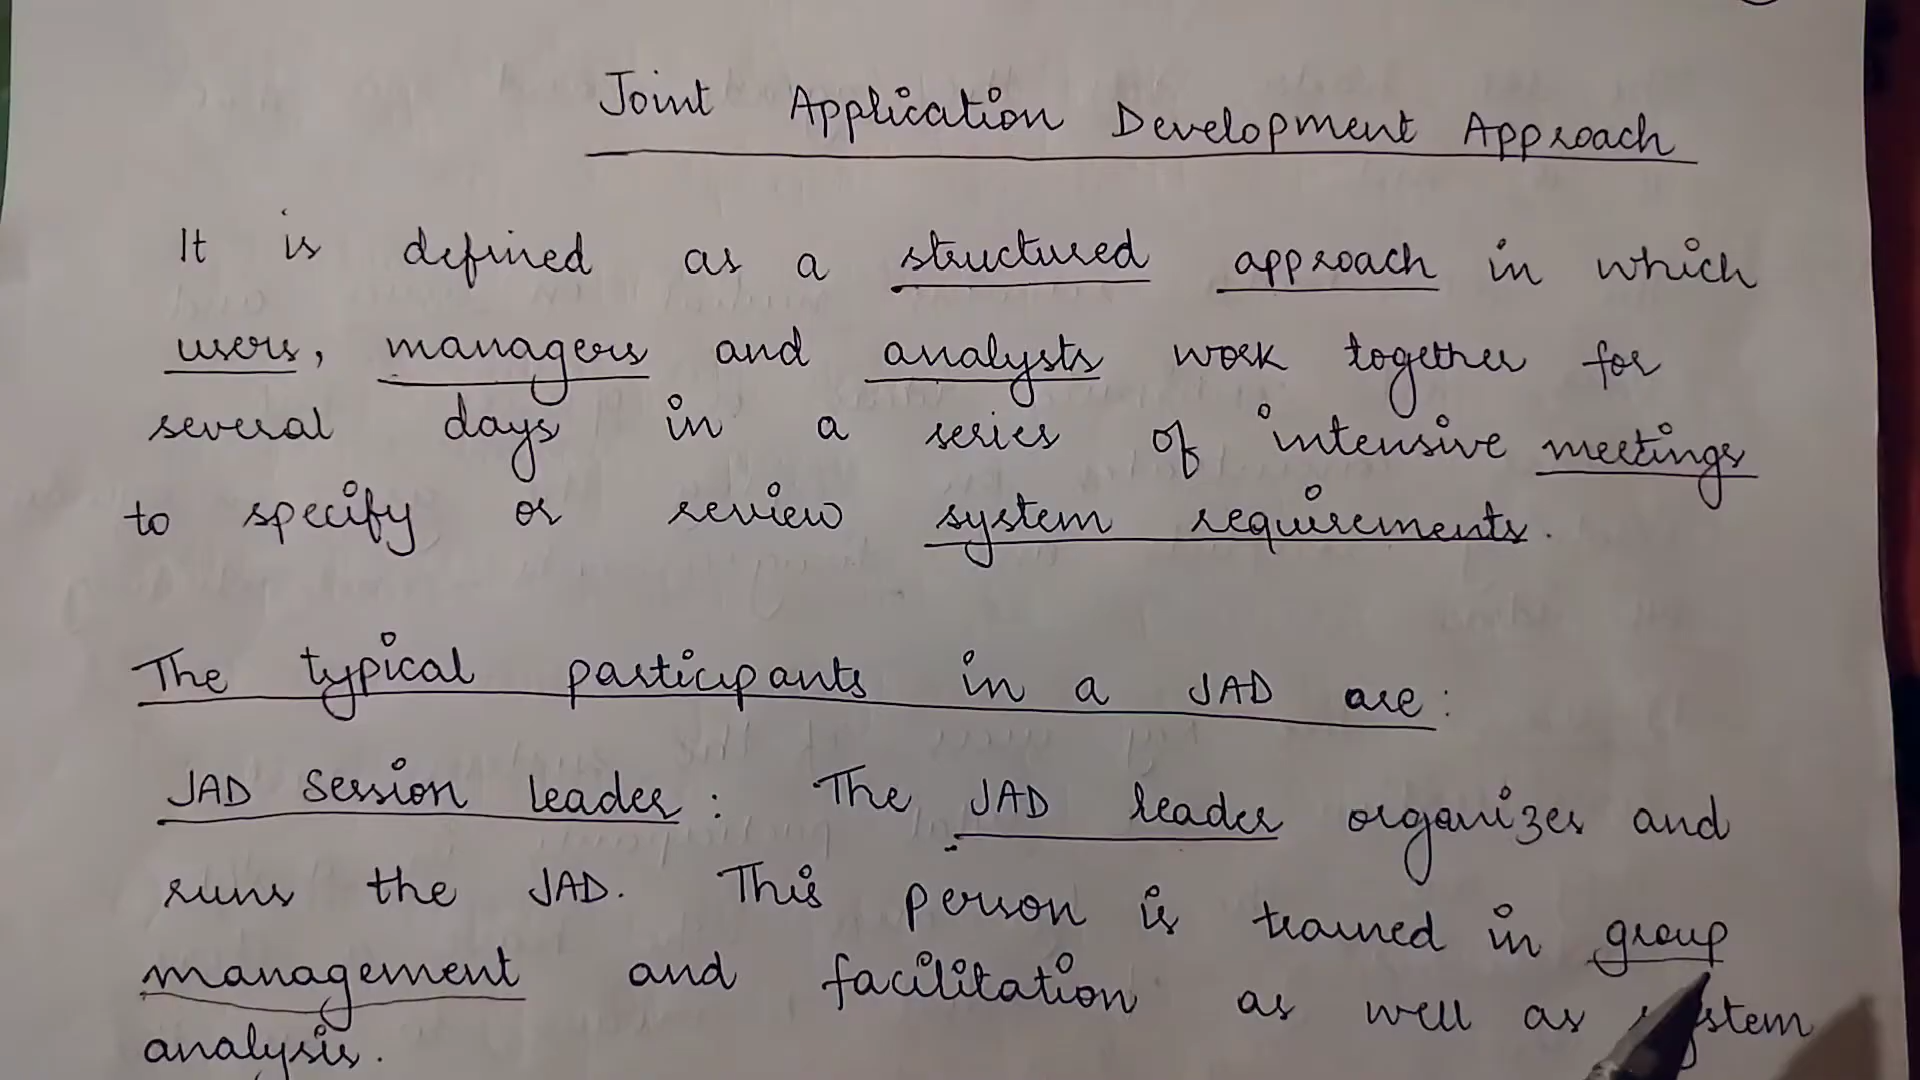 Joint Application Development Approach
It is defined as a structured approach in which
users, managers and analysts work together for
several days in a series of intensive meetings
to specify or review system requirements.
The typical participants in a JAD are:
JAD Session leader: The JAD leader organizes and
runs the JAD. This person is trained in group
management and facilitation as well as system
analysis.